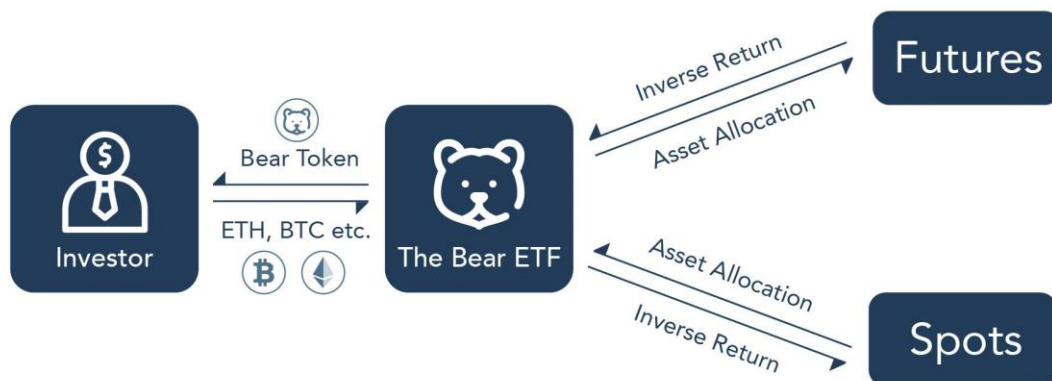 Investor
Bear Token
ETH, BTC etc.
The Bear ETF
Inverse Return
Asset Allocation
Futures
Asset Allocation
Inverse Return
Spots